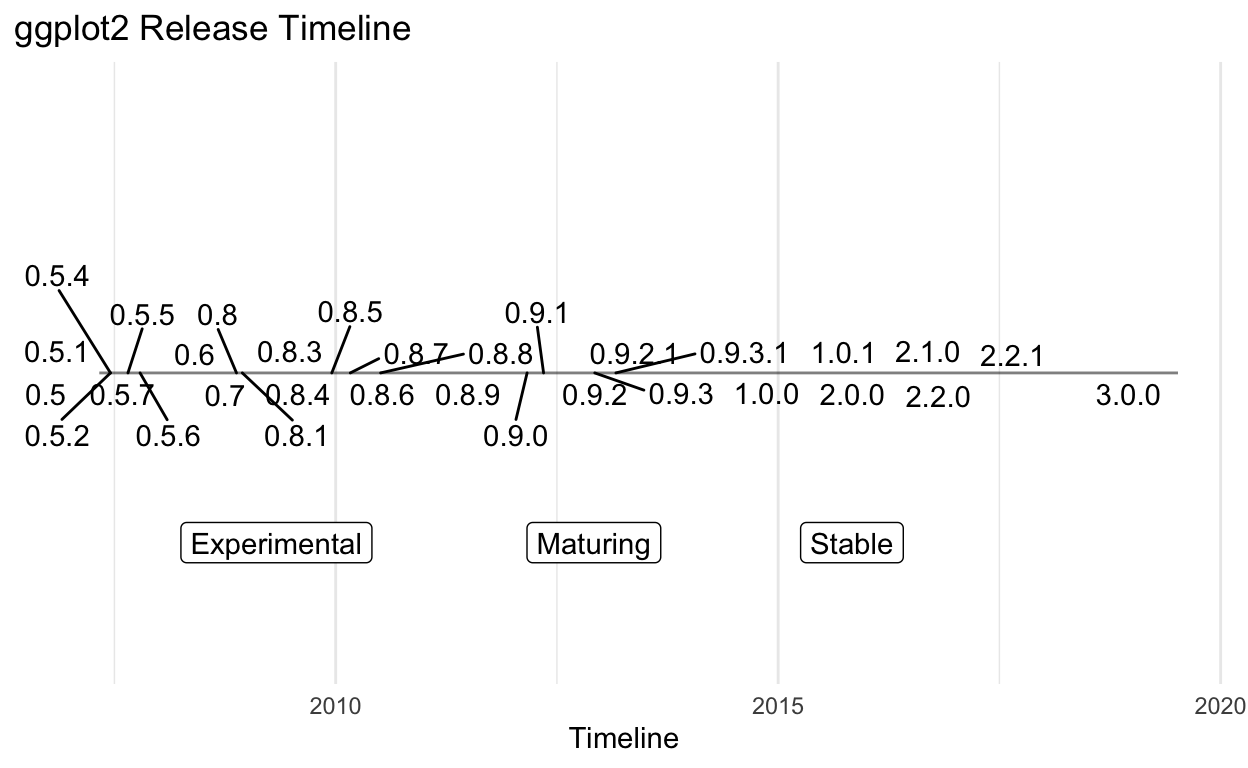 ggplot2 Release Timeline
0.5.4
0.5.5 0.8 0.8.5 0.9.1
0.5.1 0.6 0.8.3 0.8.7 0.8.8 0.9.2.1 0.9.3.1 1.0.1 2.1.0 2.2.1
0.5 0.5.7 0.7 0.8.4 0.8.6 0.8.9 0.9.2 0.9.3 1.0.0 2.0.0 2.2.0 3.0.0
0.5.2 0.5.6 0.8.1 0.9.0
Experimental Maturing Stable
2010 2015 2020
Timeline